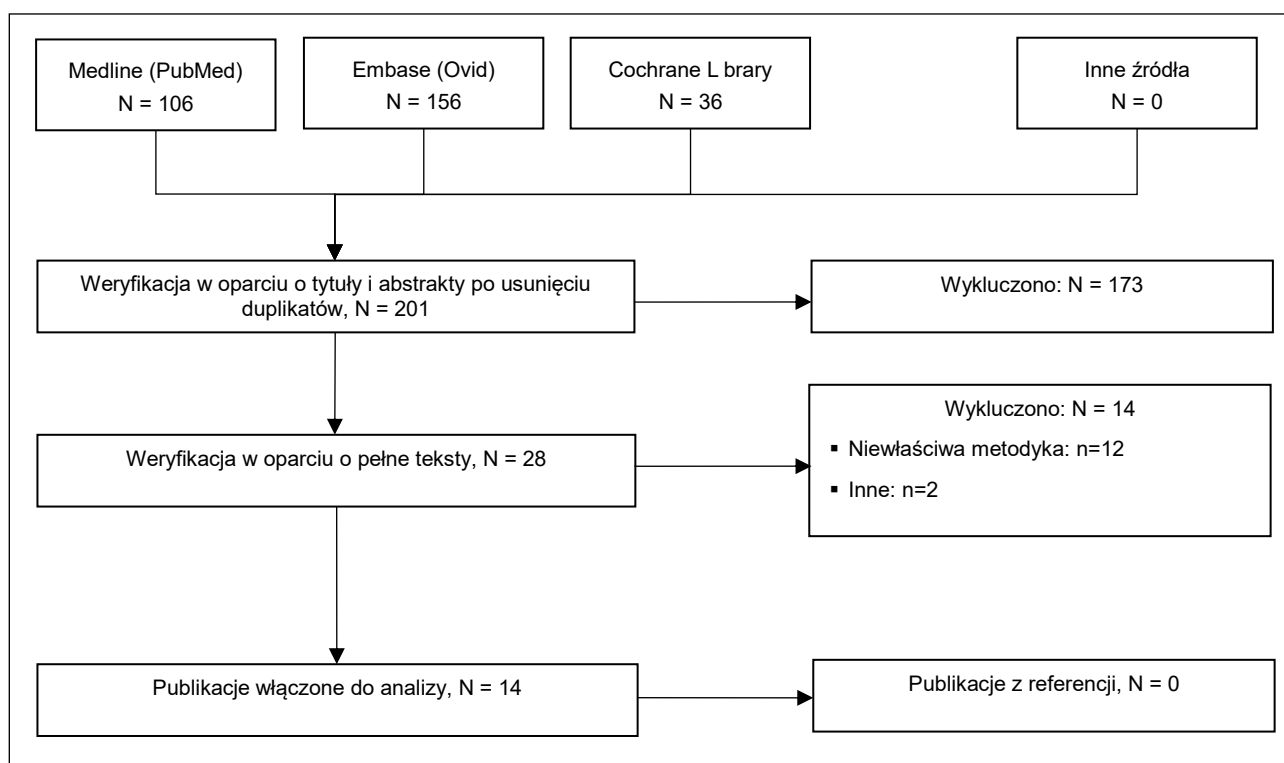 Medline (PubMed)
N = 106
Embase (Ovid)
N = 156
Cochrane L brary
N = 36
Inne źródła
N = 0
Weryfikacja w oparciu o tytuły i abstrakty po usunięciu
duplikatów, N = 201
Wykluczono: N = 173
Weryfikacja w oparciu o pełne teksty, N = 28
Wykluczono: N = 14
▪ Niewłaściwa metodyka: n=12
▪ Inne: n=2
Publikacje włączone do analizy, N = 14
Publikacje z referencji, N = 0